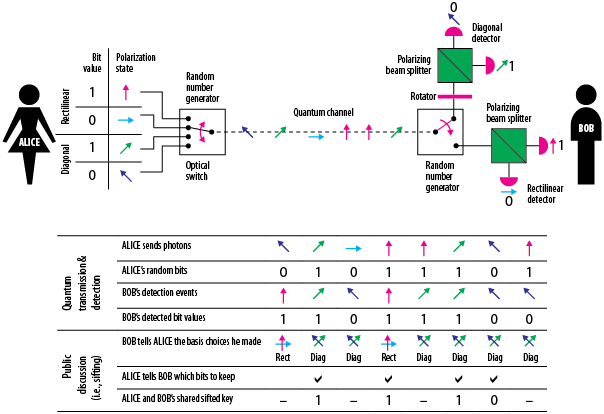 0
Diagonal
detector
Bit
value
Polarization
state
Random
number
generator
Polarizing
beam splitter
1
Rotator
Rectilinear
1
0
Quantum channel
Polarizing
beam splitter
ALICE
BOB
1
Diagonal
1
0
Optical
switch
Random
number
generator
0
Rectilinear
detector
Quantum
transmission &
detection
ALICE sends photons
ALICE's random bits 0 1 0 1 1 1 0 1
BOB's detection events
BOB's detected bit values 1 1 0 1 1 1 0 0
Public
discussion
(i.e., sifting)
BOB tells ALICE the basis choices he made
Rect Diag Diag Rect Diag Diag Diag Diag
ALICE tells BOB which bits to keep ✓ ✓ ✓ ✓
ALICE and BOB's shared sifted key – 1 – 1 – 1 0 –